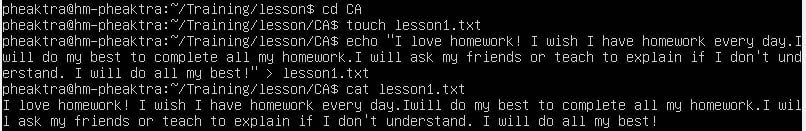 pheaktra@hm-pheaktra:~/Training/lesson$ cd CA
pheaktra@hm-pheaktra:~/Training/lesson/CA$ touch lesson1.txt
pheaktra@hm-pheaktra:~/Training/lesson/CA$ echo "I love homework! I wish I have homework every day.I
will do my best to complete all my homework.I will ask my friends or teach to explain if I don't und
erstand. I will do all my best!" > lesson1.txt
pheaktra@hm-pheaktra:~/Training/lesson/CA$ cat lesson1.txt
I love homework! I wish I have homework every day.Iwill do my best to complete all my homework.I wil
l ask my friends or teach to explain if I don't understand. I will do all my best!